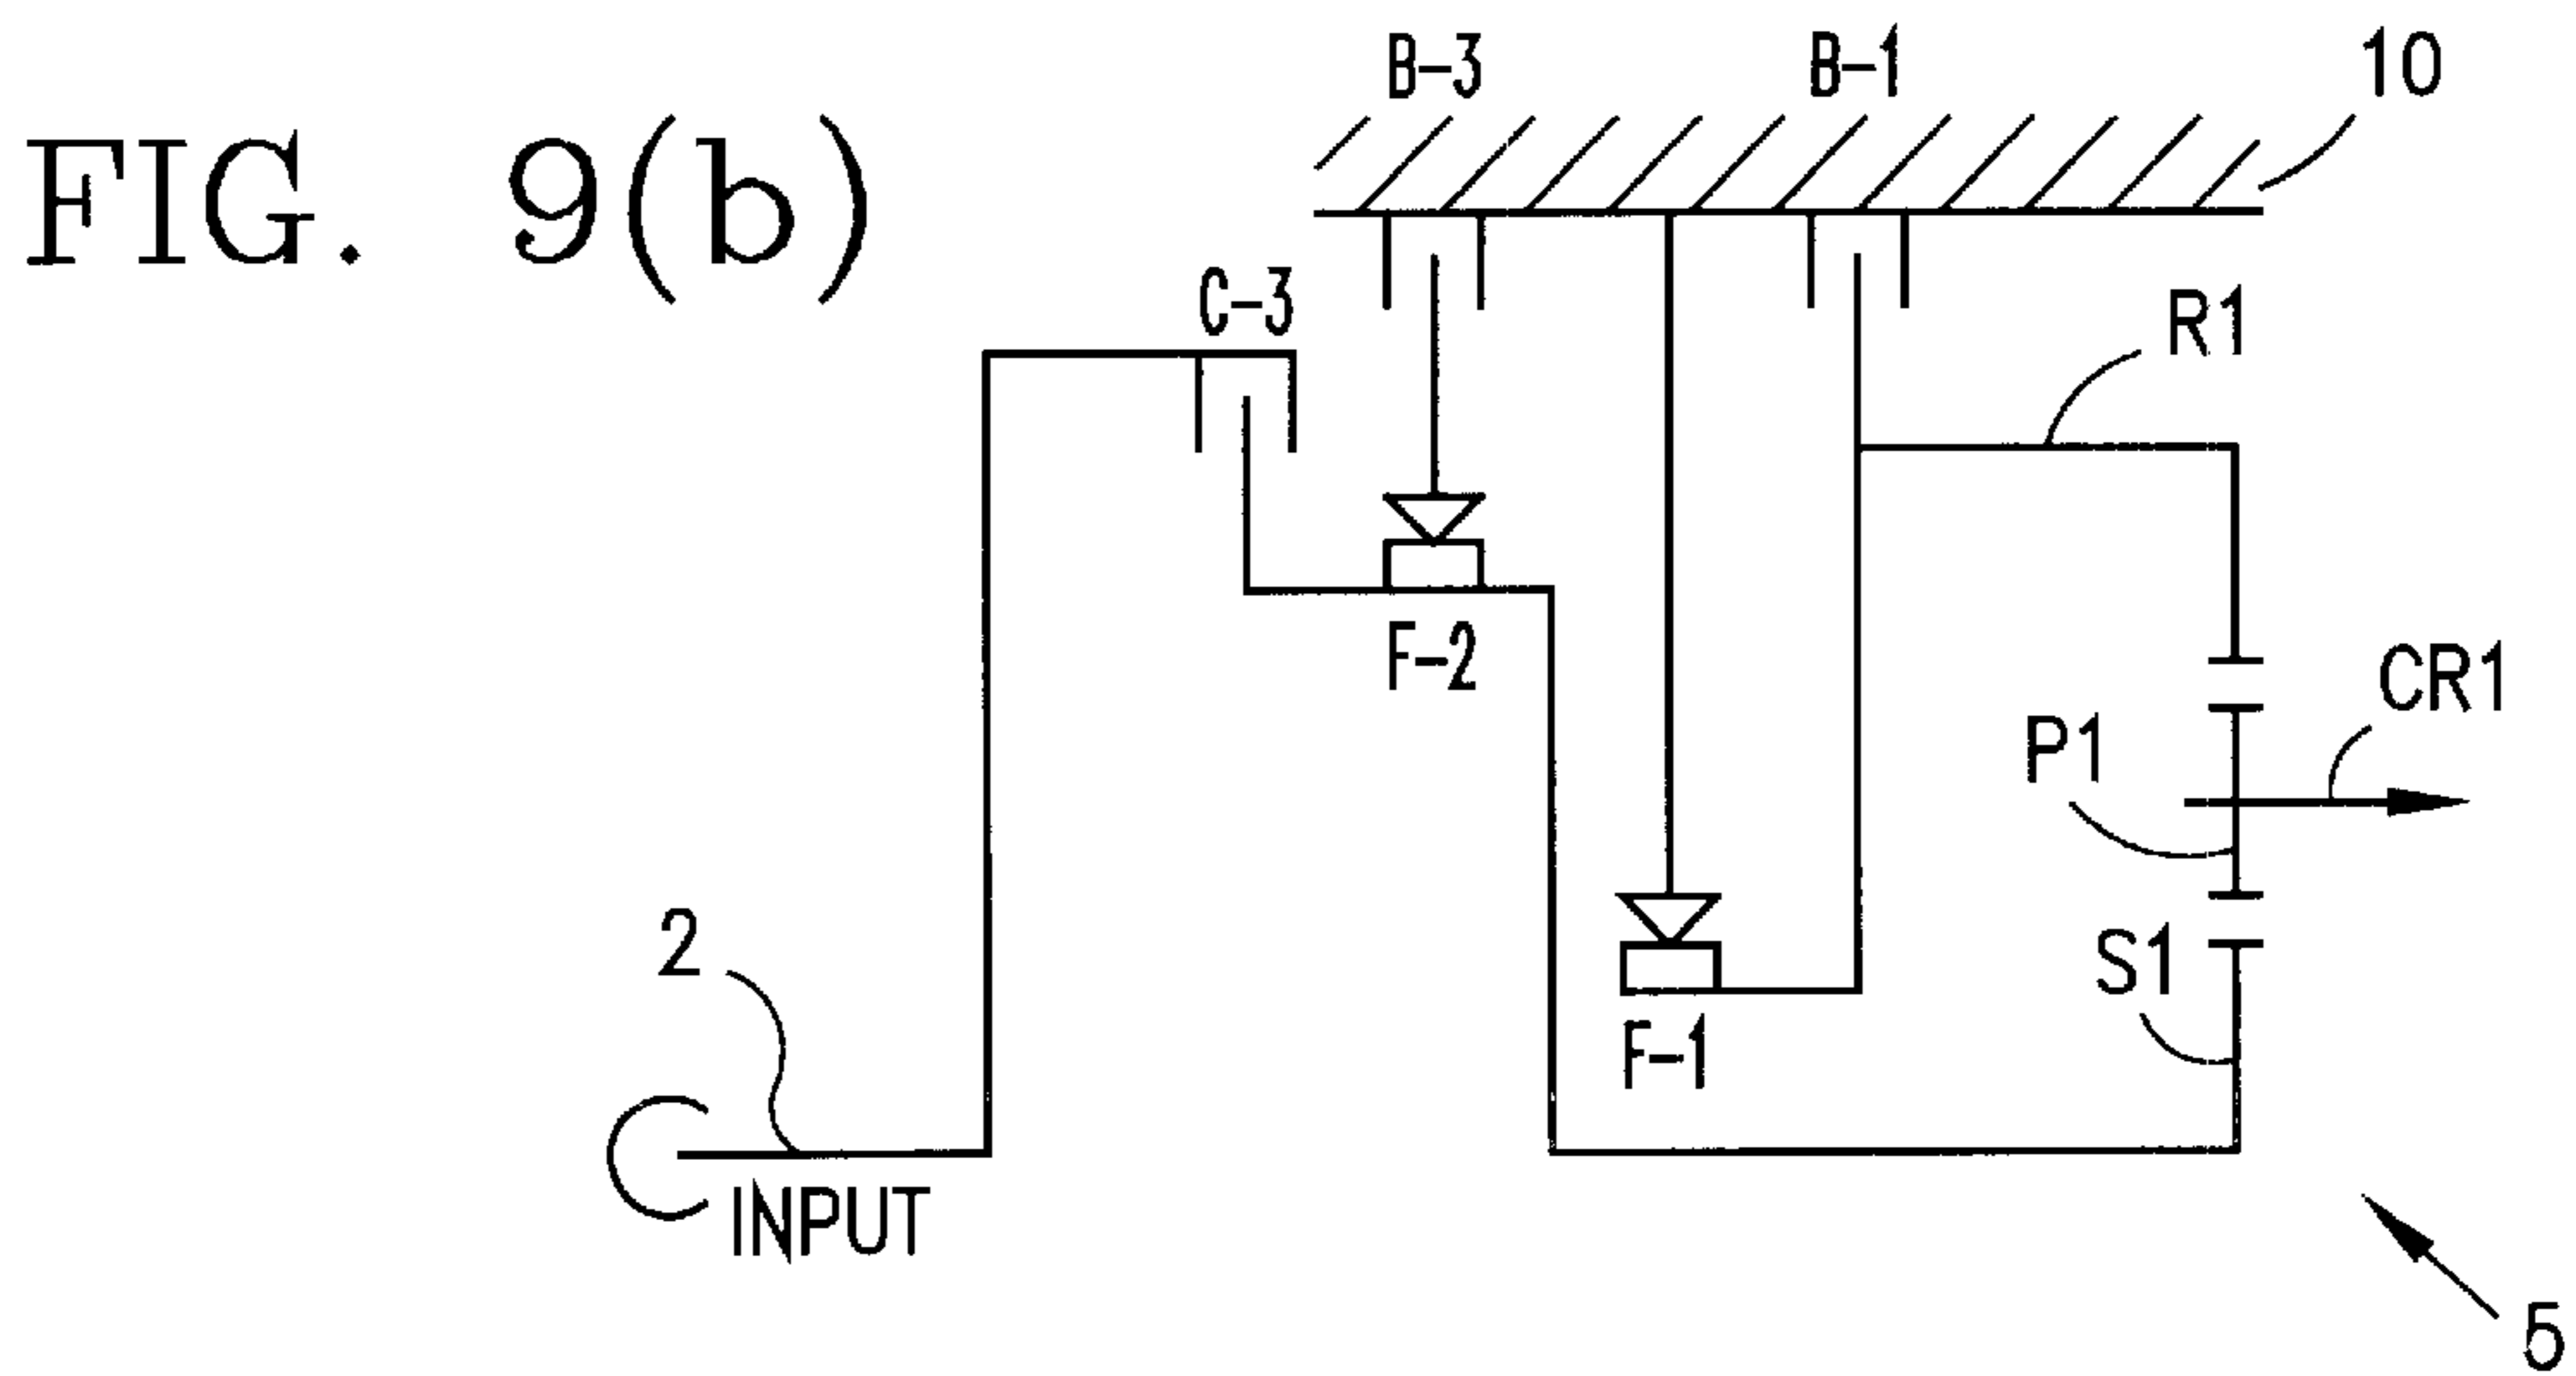 FIG. 9(b)
B-3
B-1
10
C-3
R1
F-2
CR1
P1
2
S1
F-1
INPUT
5